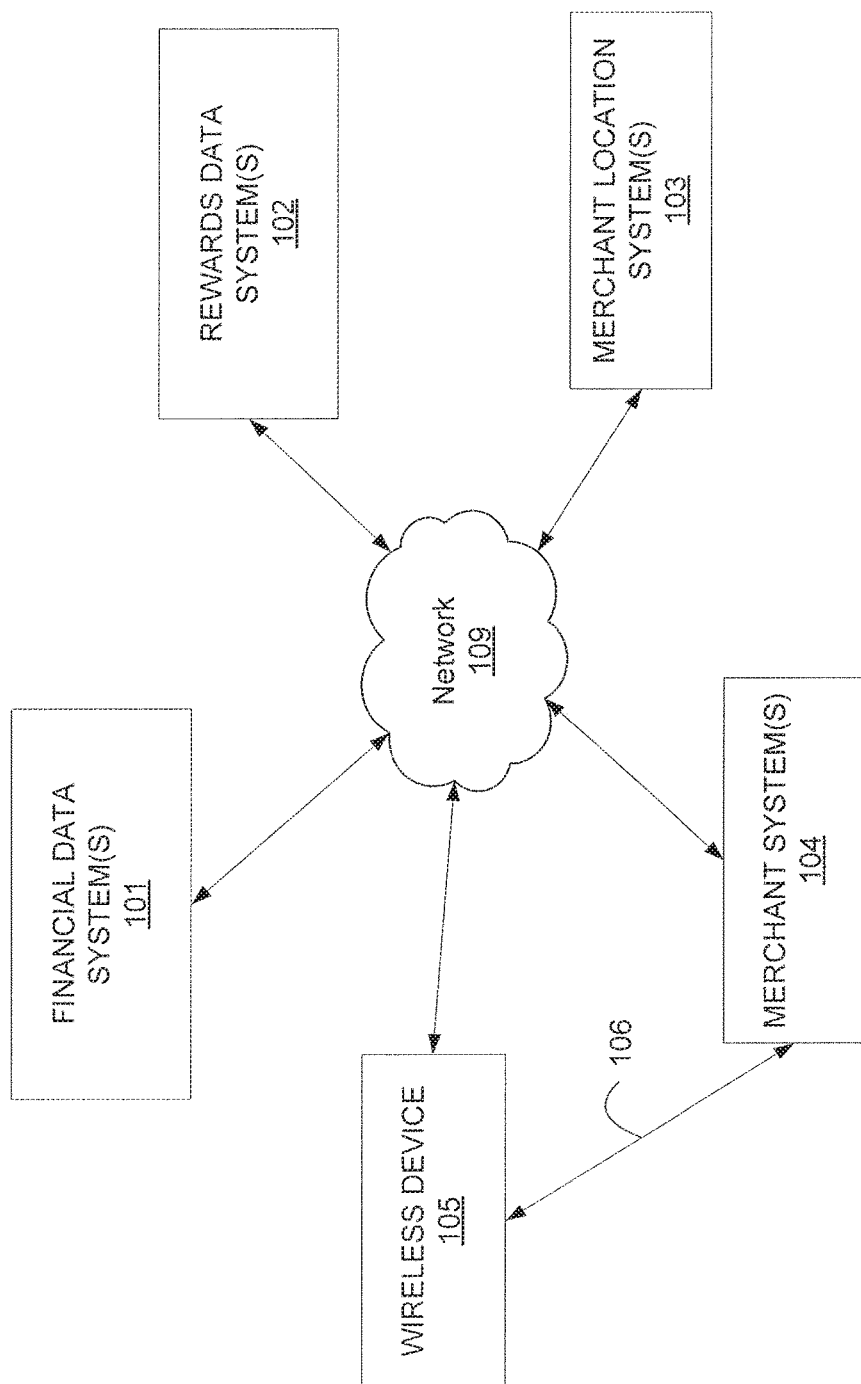 FINANCIAL DATA
SYSTEM(S)
101
REWARDS DATA
SYSTEM(S)
102
WIRELESS DEVICE
105
Network
109
106
MERCHANT SYSTEM(S)
104
MERCHANT LOCATION
SYSTEM(S)
103